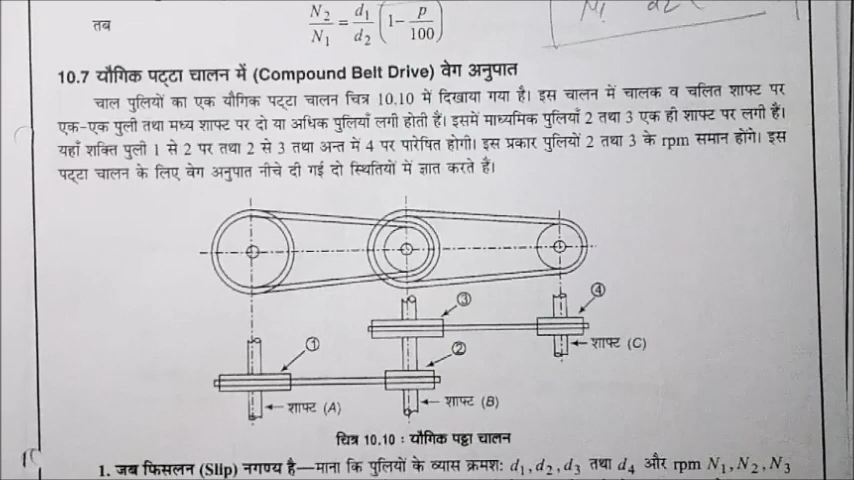 तब
N₂/N₁ = d₁/d₂ (1 − p/100)
10.7 यौगिक पट्टा चालन में (Compound Belt Drive) वेग अनुपात
चाल पुलियों का एक यौगिक पट्टा चालन चित्र 10.10 में दिखाया गया है। इस चालन में चालक व चलित शाफ्ट पर
एक-एक पुली तथा मध्य शाफ्ट पर दो या अधिक पुलियाँ लगी होती हैं। इसमें माध्यमिक पुलियाँ 2 तथा 3 एक ही शाफ्ट पर लगी हैं।
यहाँ शक्ति पुली 1 से 2 पर तथा 2 से 3 तथा अन्त में 4 पर पारेषित होगी। इस प्रकार पुलियों 2 तथा 3 के rpm समान होंगे। इस
पट्टा चालन के लिए वेग अनुपात नीचे दी गई दो स्थितियों में ज्ञात करते हैं।
④
③
शाफ्ट (C)
①
②
शाफ्ट (A)
शाफ्ट (B)
चित्र 10.10 : यौगिक पट्टा चालन
1. जब फिसलन (Slip) नगण्य है—माना कि पुलियों के व्यास क्रमशः d₁, d₂, d₃ तथा d₄ और rpm N₁, N₂, N₃